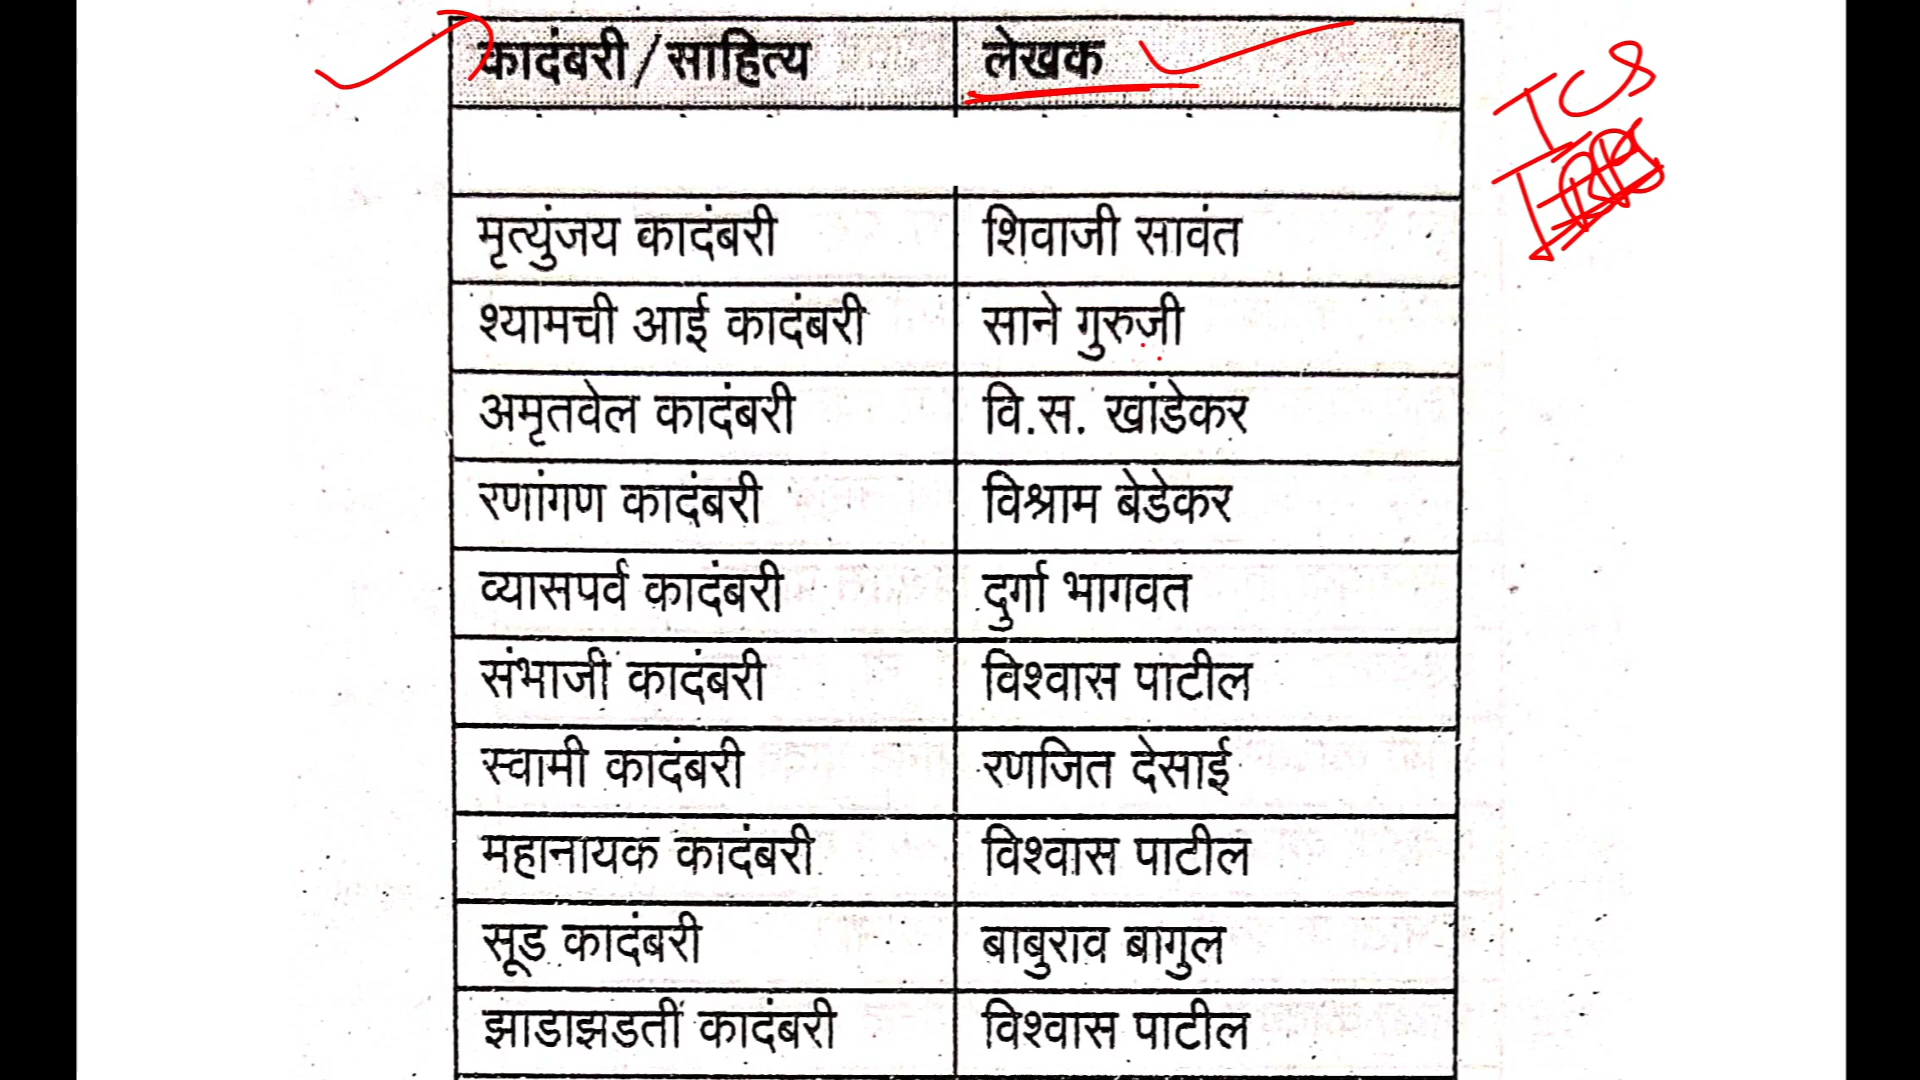 कादंबरी/साहित्य लेखक
TCS
मृत्युंजय कादंबरी शिवाजी सावंत
श्यामची आई कादंबरी साने गुरुजी
अमृतवेल कादंबरी वि.स. खांडेकर
रणांगण कादंबरी विश्राम बेडेकर
व्यासपर्व कादंबरी दुर्गा भागवत
संभाजी कादंबरी विश्वास पाटील
स्वामी कादंबरी रणजित देसाई
महानायक कादंबरी विश्वास पाटील
सूड कादंबरी बाबुराव बागुल
झाडाझडती कादंबरी विश्वास पाटील